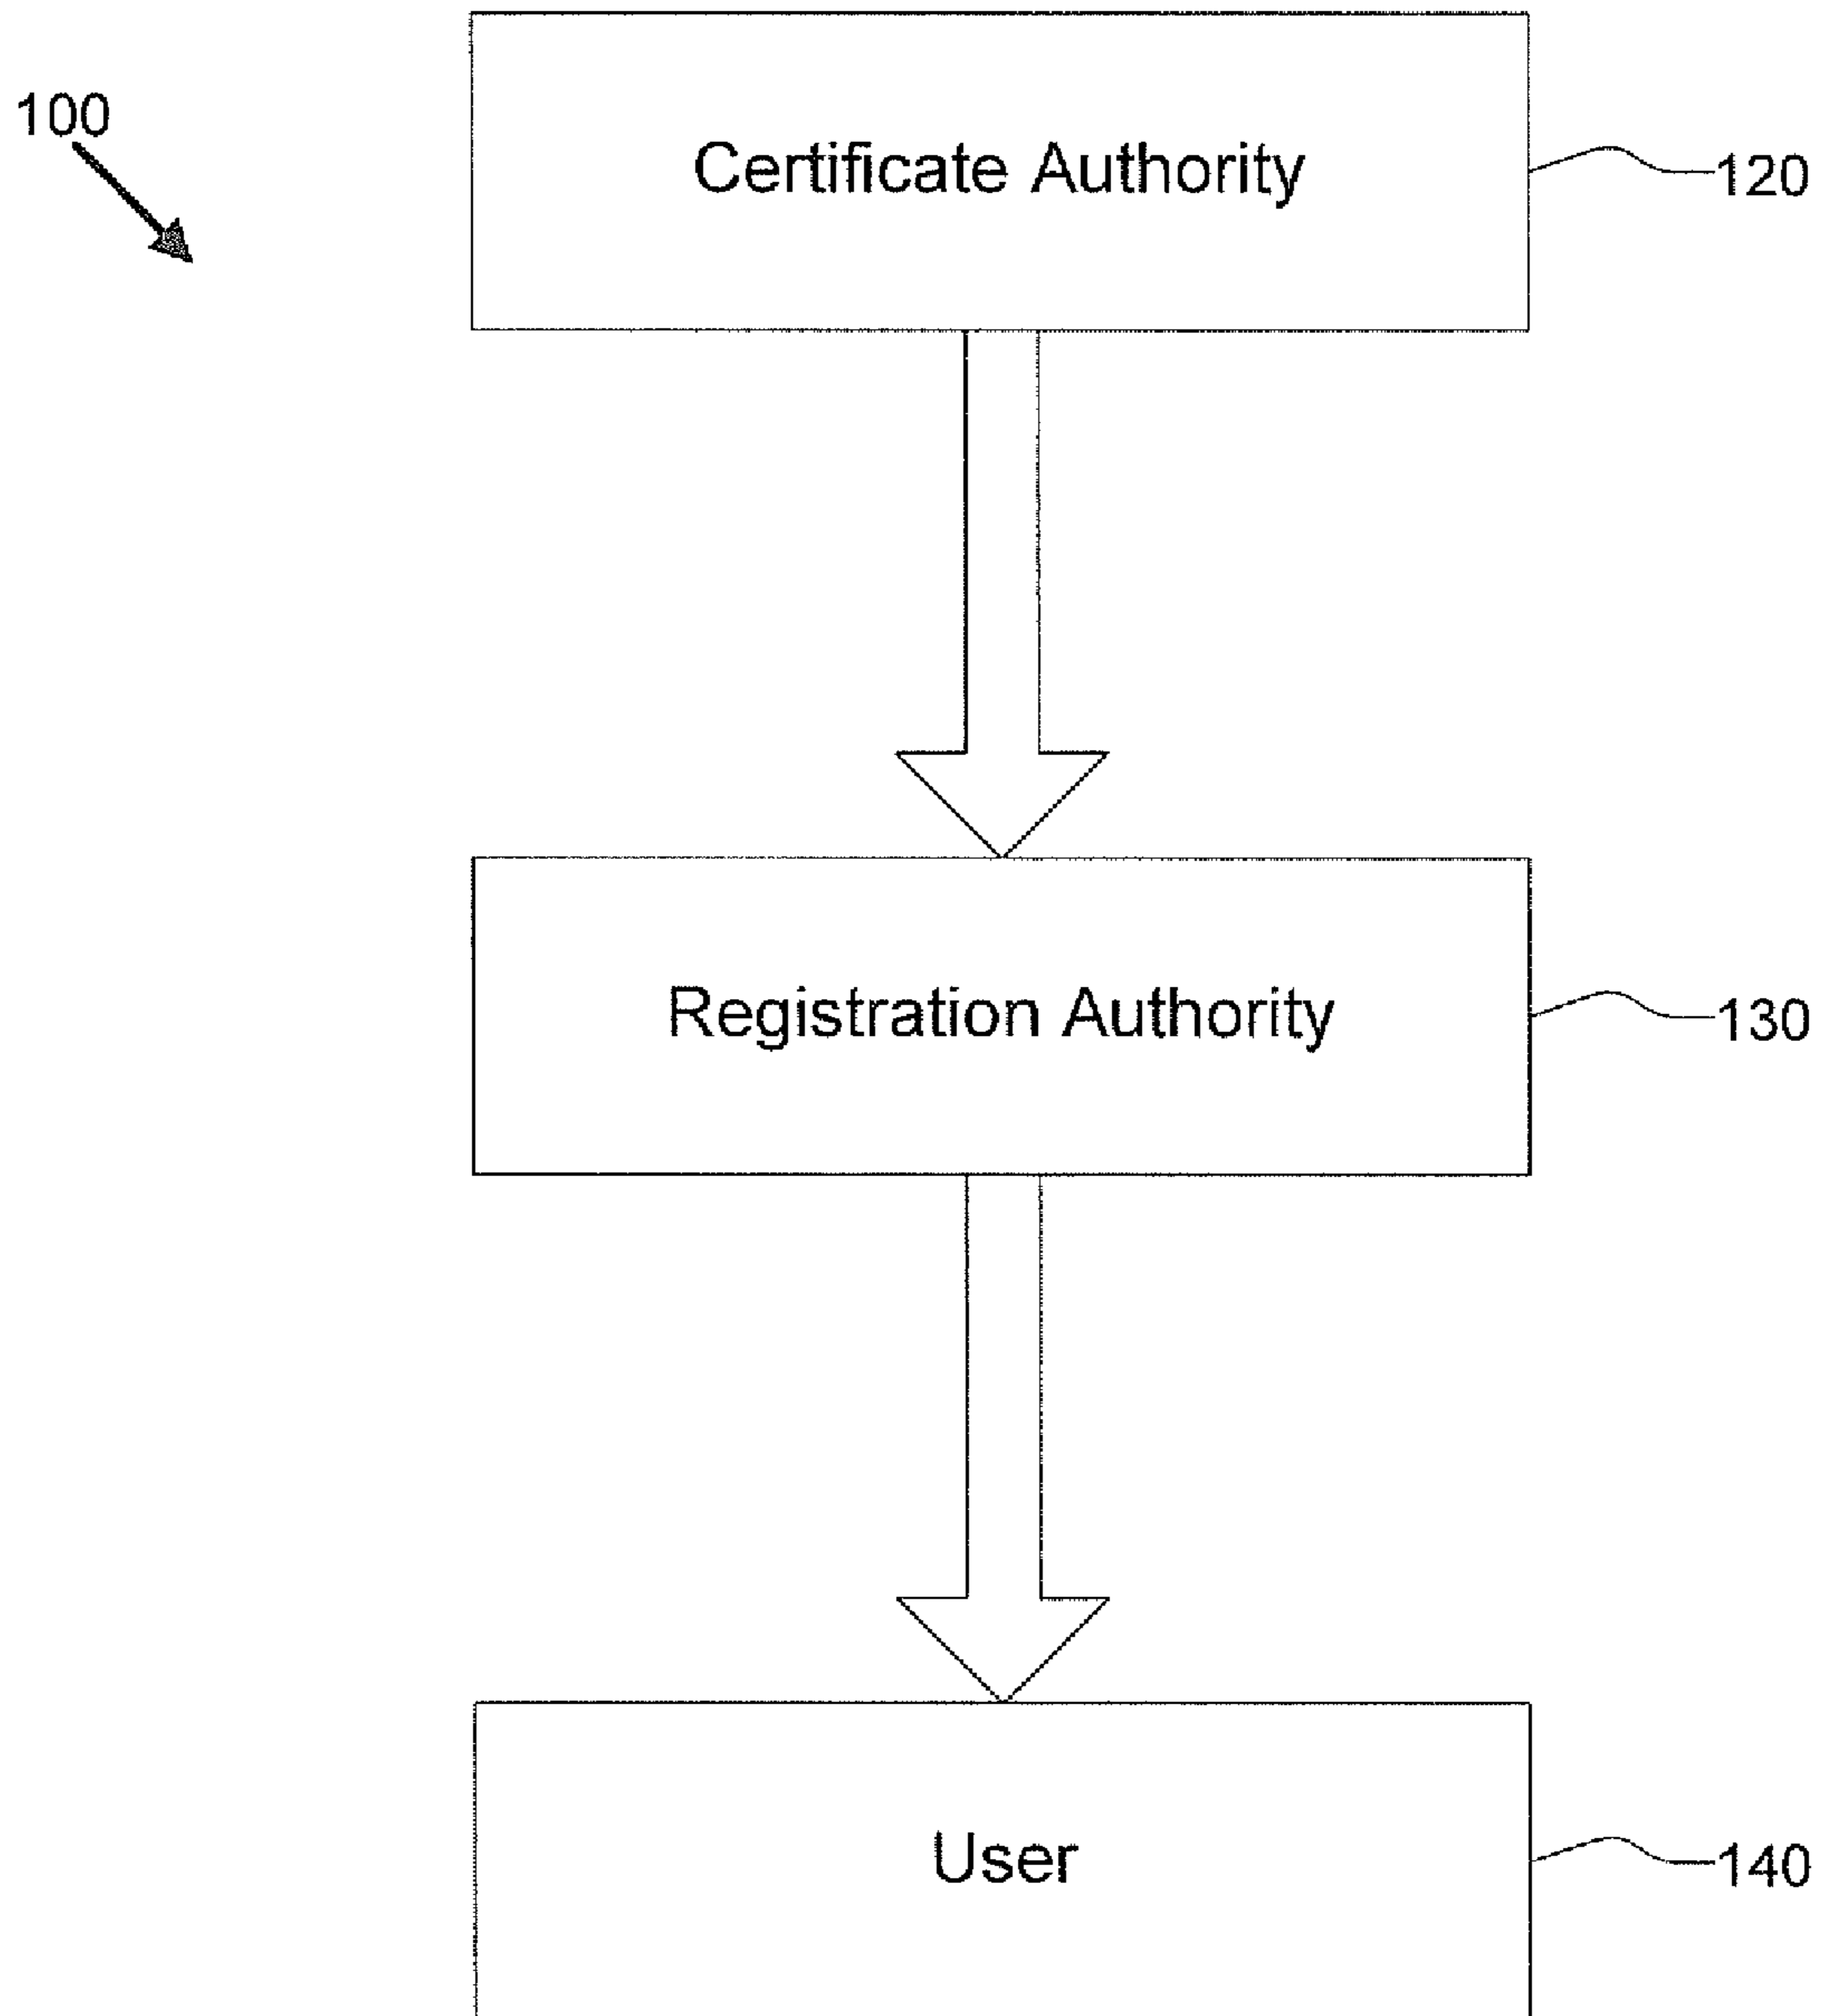 100
Certificate Authority
120
Registration Authority
130
User
140